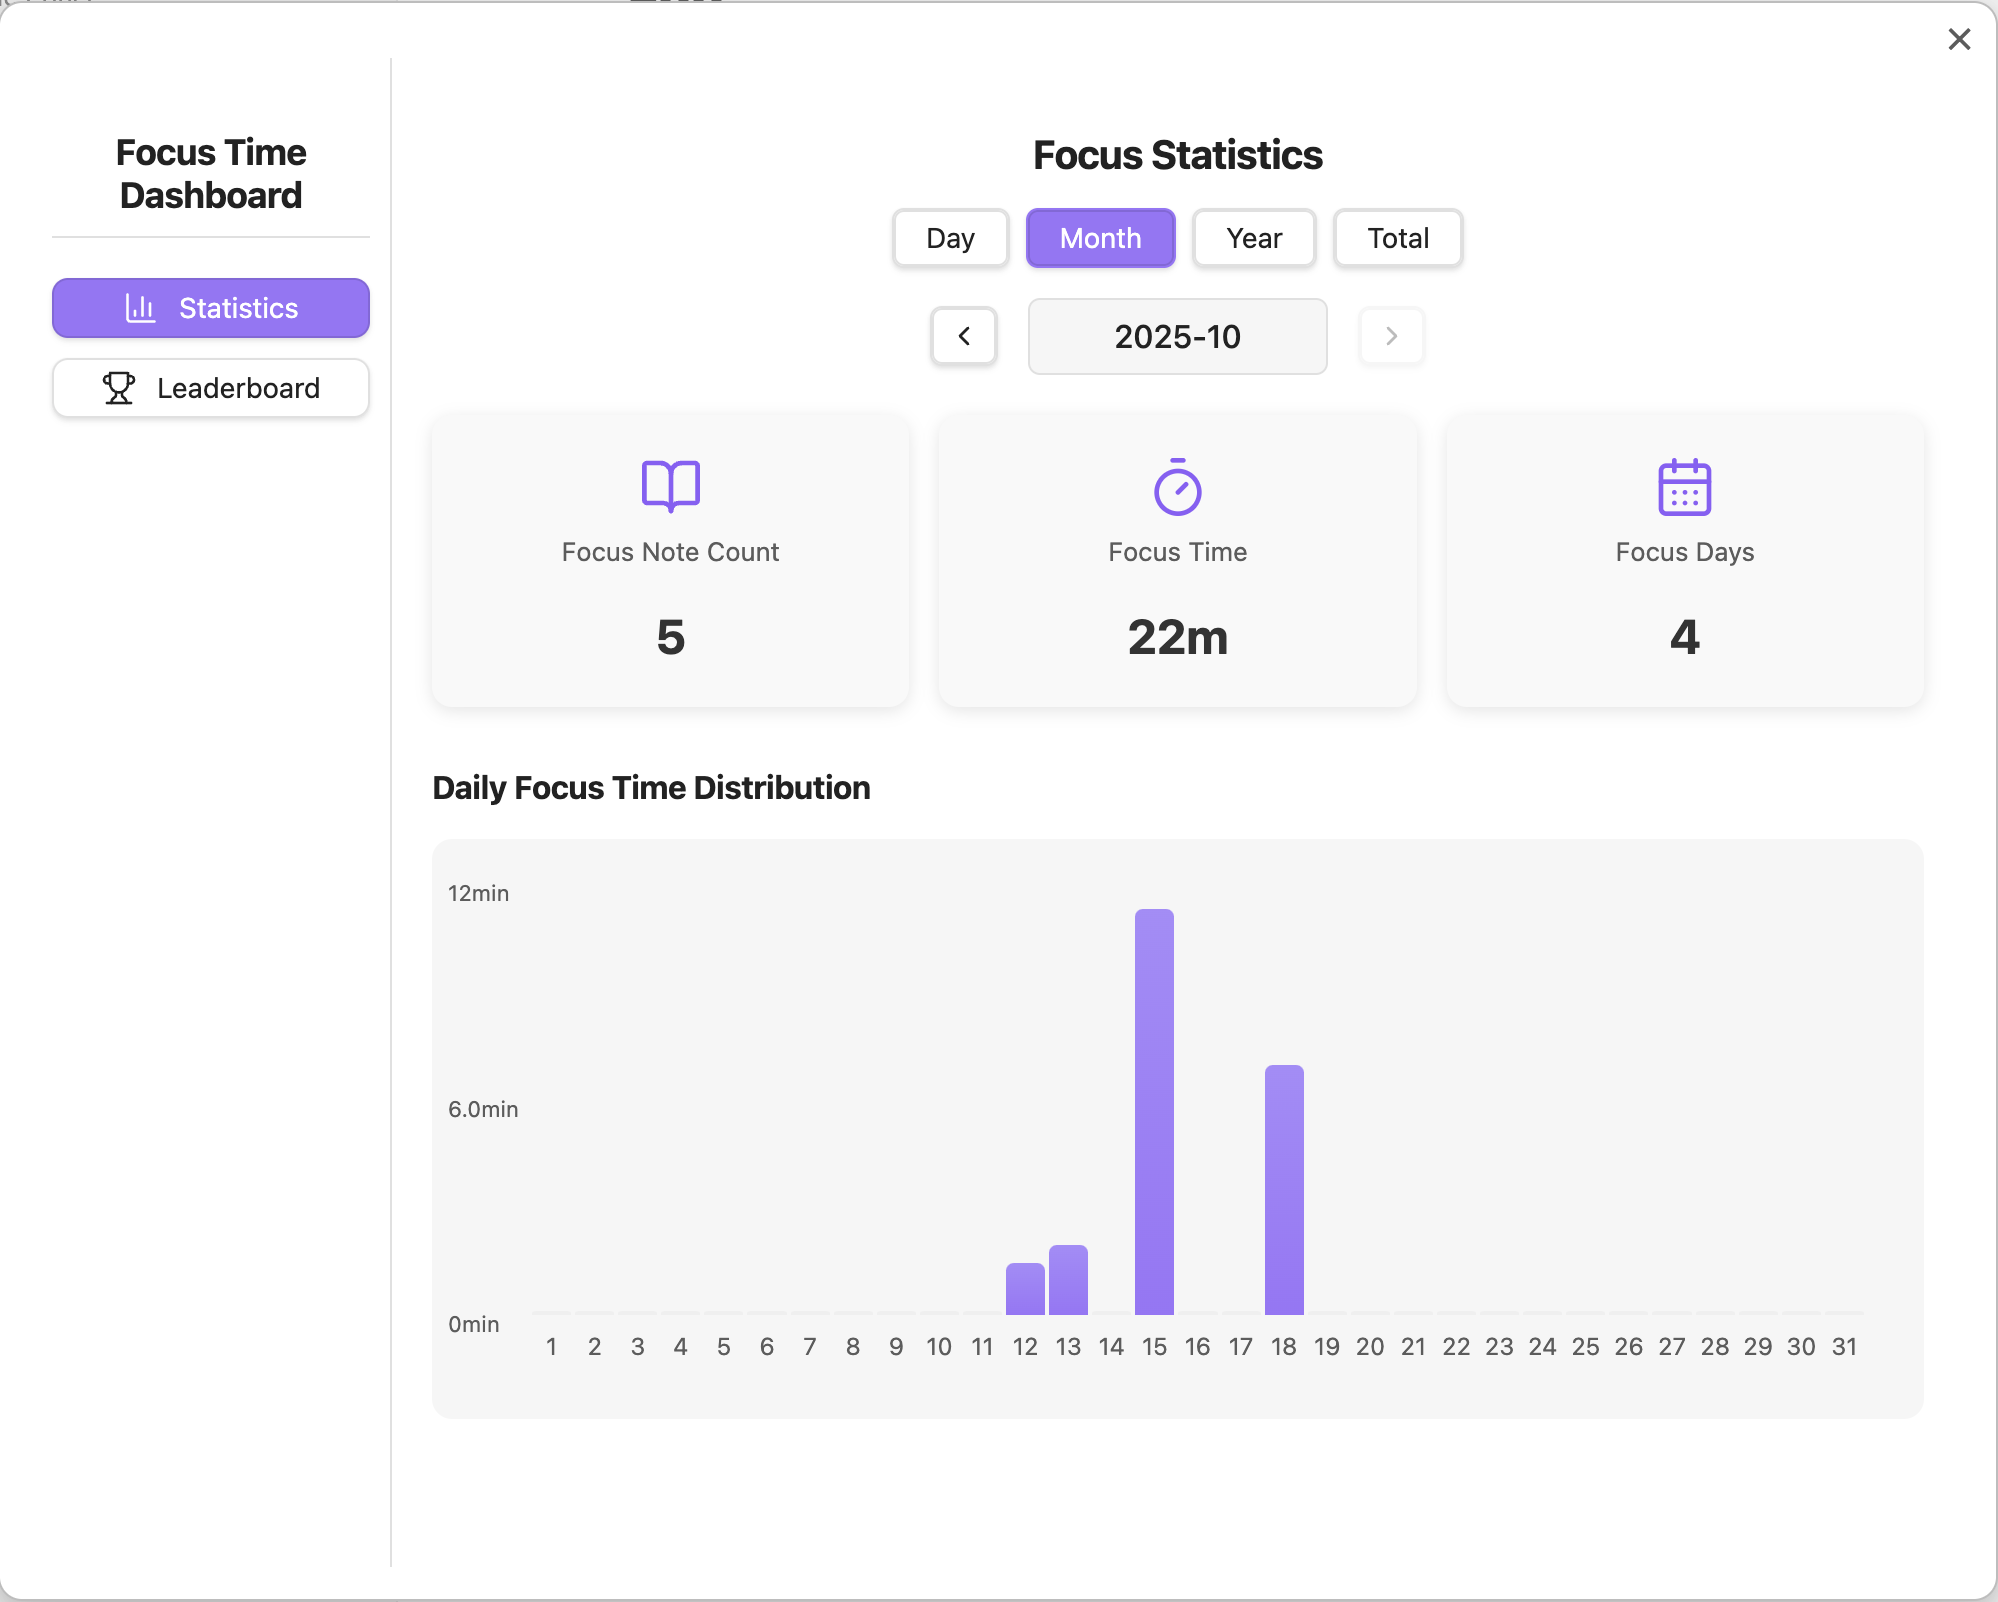 Focus Time
Dashboard
Statistics
Leaderboard
Focus Statistics
Day Month Year Total
2025-10
Focus Note Count
5
Focus Time
22m
Focus Days
4
Daily Focus Time Distribution
12min
6.0min
0min
1 2 3 4 5 6 7 8 9 10 11 12 13 14 15 16 17 18 19 20 21 22 23 24 25 26 27 28 29 30 31